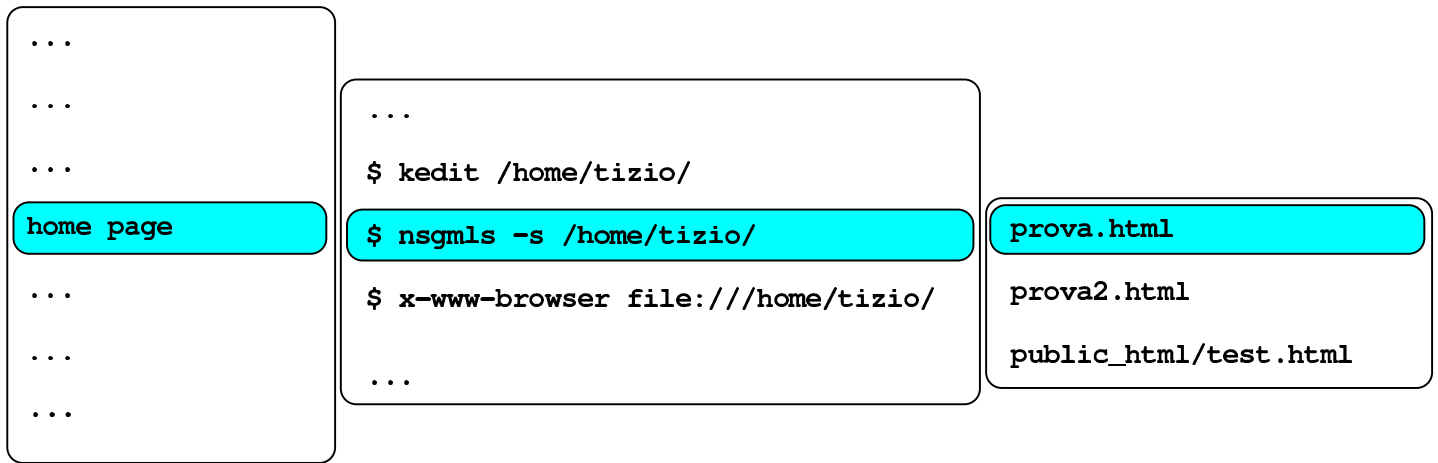 ...
...
...
home page
...
...
...
...
$ kedit /home/tizio/
$ nsgmls -s /home/tizio/
$ x-www-browser file:///home/tizio/
...
prova.html
prova2.html
public_html/test.html